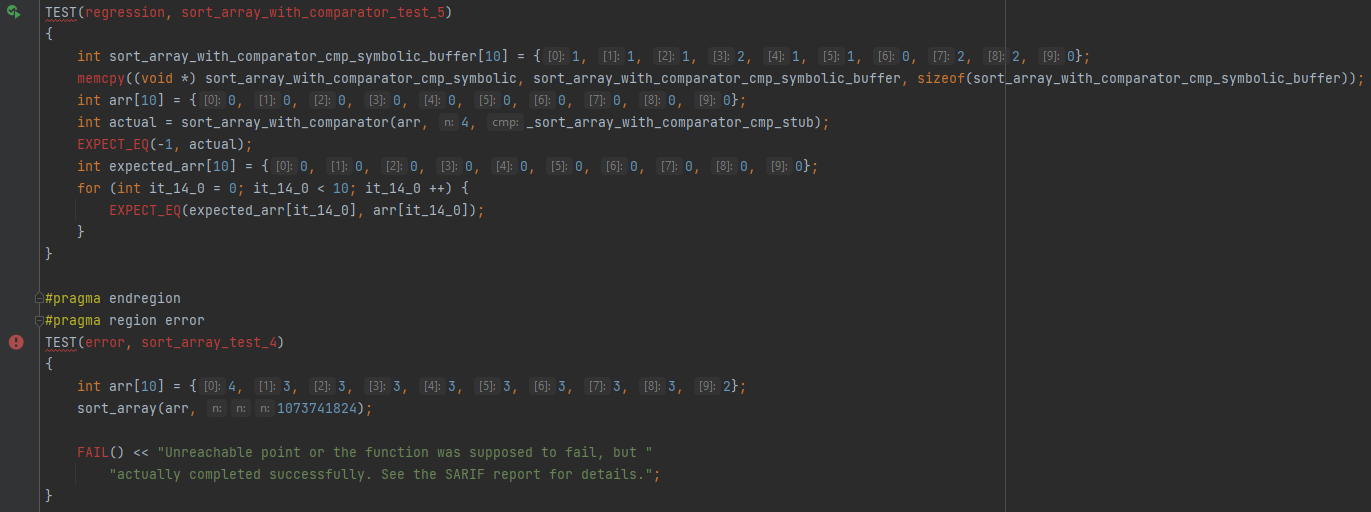 TEST(regression, sort_array_with_comparator_test_5)
{
    int sort_array_with_comparator_cmp_symbolic_buffer[10] = {[0]: 1, [1]: 1, [2]: 1, [3]: 2, [4]: 1, [5]: 1, [6]: 0, [7]: 2, [8]: 2, [9]: 0};
    memcpy((void *) sort_array_with_comparator_cmp_symbolic, sort_array_with_comparator_cmp_symbolic_buffer, sizeof(sort_array_with_comparator_cmp_symbolic_buffer));
    int arr[10] = {[0]: 0, [1]: 0, [2]: 0, [3]: 0, [4]: 0, [5]: 0, [6]: 0, [7]: 0, [8]: 0, [9]: 0};
    int actual = sort_array_with_comparator(arr, n: 4, cmp: _sort_array_with_comparator_cmp_stub);
    EXPECT_EQ(-1, actual);
    int expected_arr[10] = {[0]: 0, [1]: 0, [2]: 0, [3]: 0, [4]: 0, [5]: 0, [6]: 0, [7]: 0, [8]: 0, [9]: 0};
    for (int it_14_0 = 0; it_14_0 < 10; it_14_0 ++) {
        EXPECT_EQ(expected_arr[it_14_0], arr[it_14_0]);
    }
}
#pragma endregion
#pragma region error
TEST(error, sort_array_test_4)
{
    int arr[10] = {[0]: 4, [1]: 3, [2]: 3, [3]: 3, [4]: 3, [5]: 3, [6]: 3, [7]: 3, [8]: 3, [9]: 2};
    sort_array(arr, n: n: n: 1073741824);
    FAIL() << "Unreachable point or the function was supposed to fail, but "
        "actually completed successfully. See the SARIF report for details.";
}